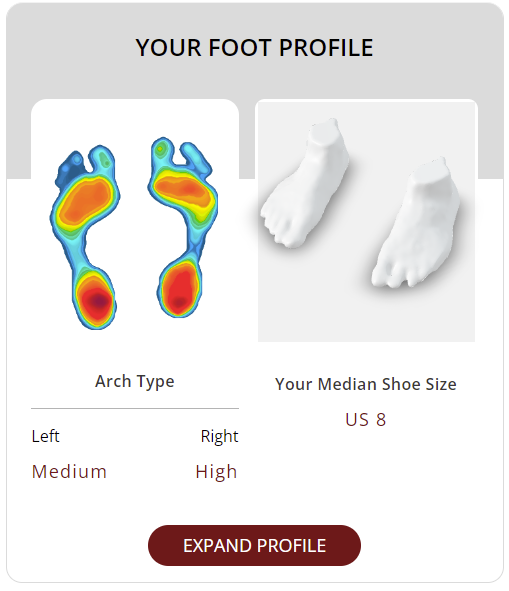 YOUR FOOT PROFILE
Arch Type
Left Right
Medium High
Your Median Shoe Size
US 8
EXPAND PROFILE